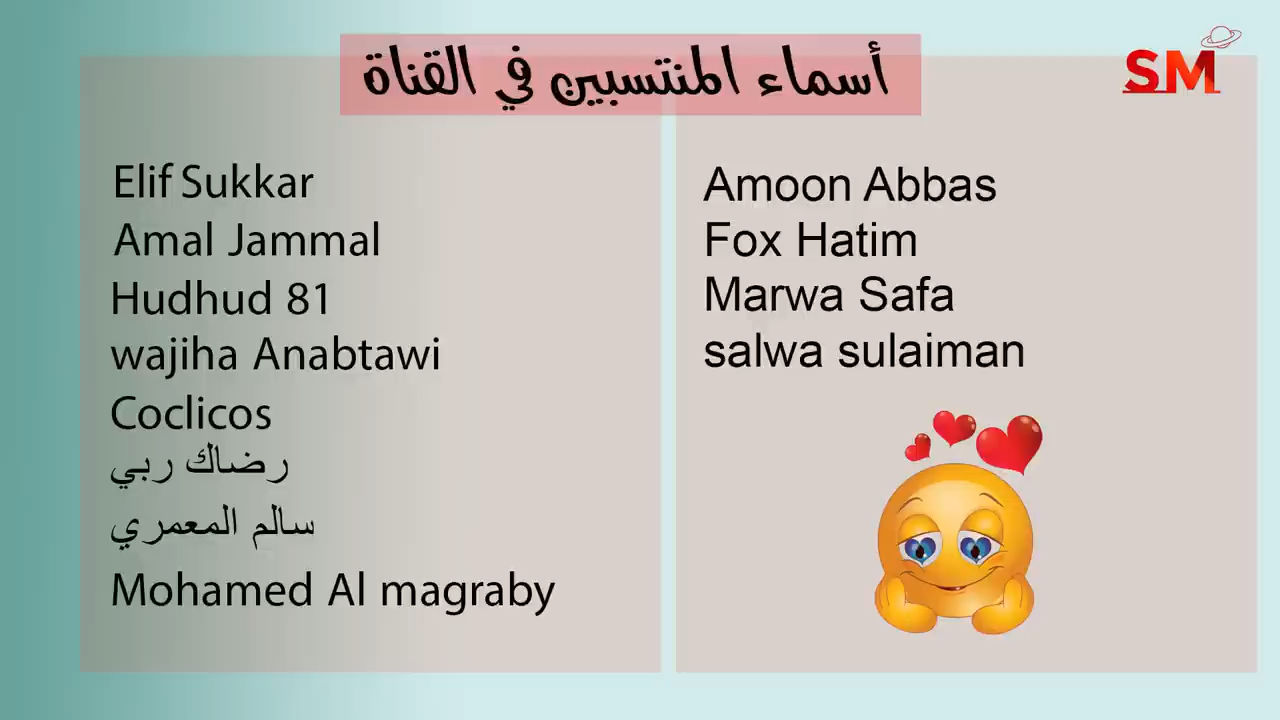 أسماء المنتسبين في القناة
SM
Elif Sukkar
Amal Jammal
Hudhud 81
wajiha Anabtawi
Coclicos
رضاك ربي
سالم المعمري
Mohamed Al magraby
Amoon Abbas
Fox Hatim
Marwa Safa
salwa sulaiman